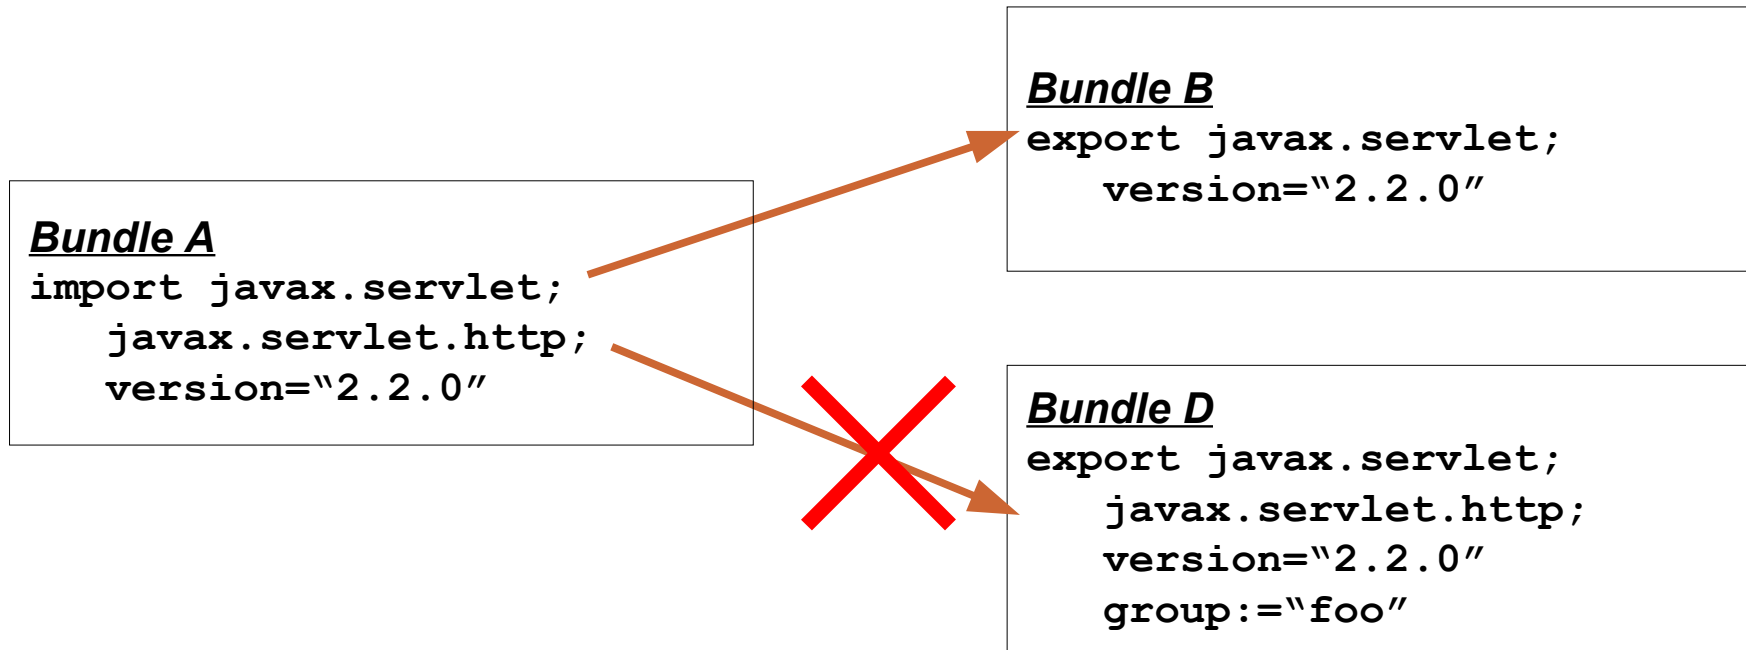 Bundle A
import javax.servlet;
javax.servlet.http;
version=“2.2.0”
Bundle B
export javax.servlet;
version=“2.2.0”
Bundle D
export javax.servlet;
javax.servlet.http;
version=“2.2.0”
group:=“foo”